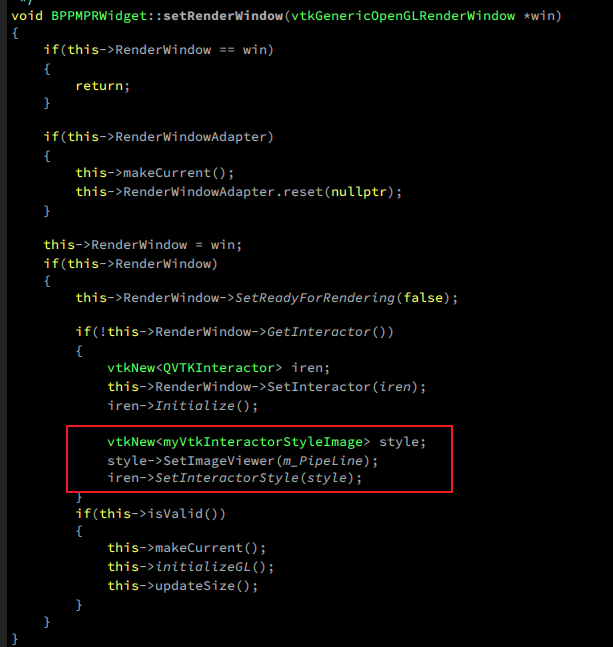 */
void BPPMPRWidget::setRenderWindow(vtkGenericOpenGLRenderWindow *win)
{
    if(this->RenderWindow == win)
    {
        return;
    }

    if(this->RenderWindowAdapter)
    {
        this->makeCurrent();
        this->RenderWindowAdapter.reset(nullptr);
    }

    this->RenderWindow = win;
    if(this->RenderWindow)
    {
        this->RenderWindow->SetReadyForRendering(false);

        if(!this->RenderWindow->GetInteractor())
        {
            vtkNew<QVTKInteractor> iren;
            this->RenderWindow->SetInteractor(iren);
            iren->Initialize();

            vtkNew<myVtkInteractorStyleImage> style;
            style->SetImageViewer(m_PipeLine);
            iren->SetInteractorStyle(style);
        }
        if(this->isValid())
        {
            this->makeCurrent();
            this->initializeGL();
            this->updateSize();
        }
    }
}